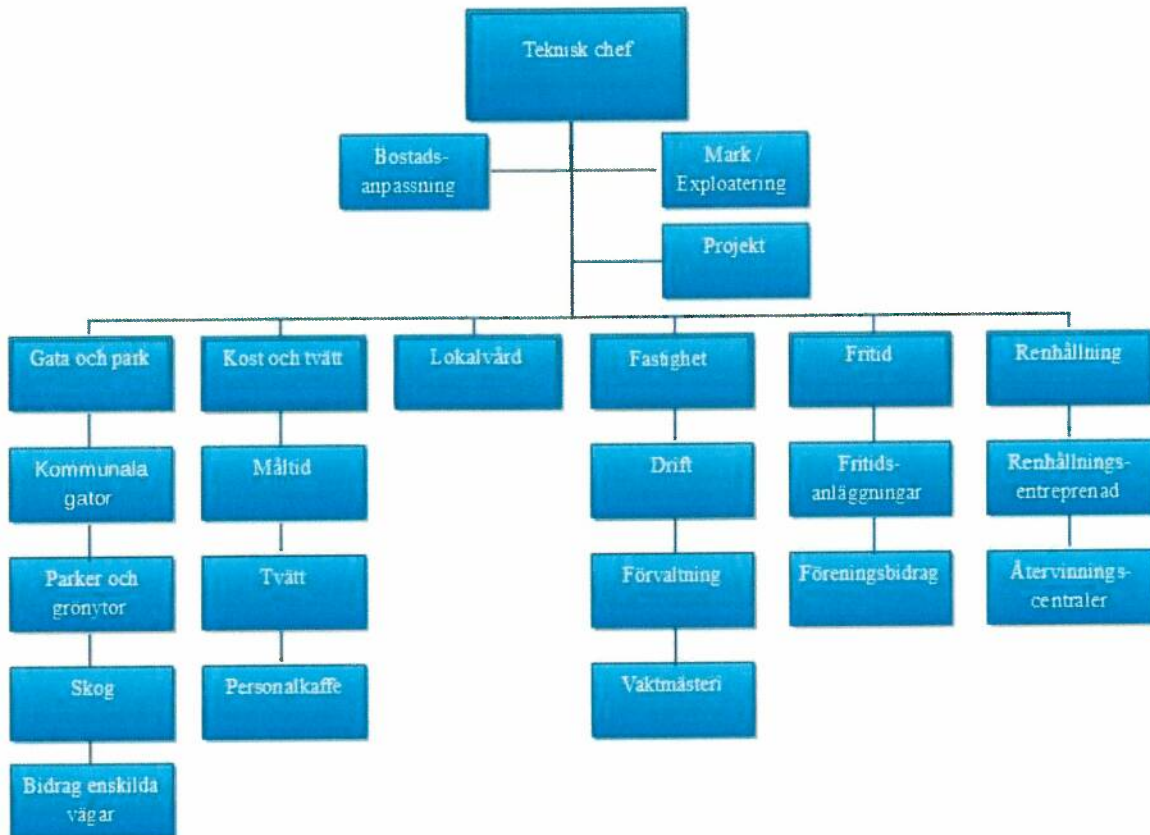 Teknisk chef
Bostads-
anpassning
Mark /
Exploatering
Projekt
Gata och park
Kost och tvätt
Lokalvård
Fastighet
Fritid
Renhållning
Kommunala
gator
Måltid
Drift
Fritids-
anläggningar
Renhållnings-
entreprenad
Parker och
grönytor
Tvätt
Förvaltning
Föreningsbidrag
Återvinnings-
centraler
Skog
Personalkaffe
Vaktmästeri
Bidrag enskilda
vägar